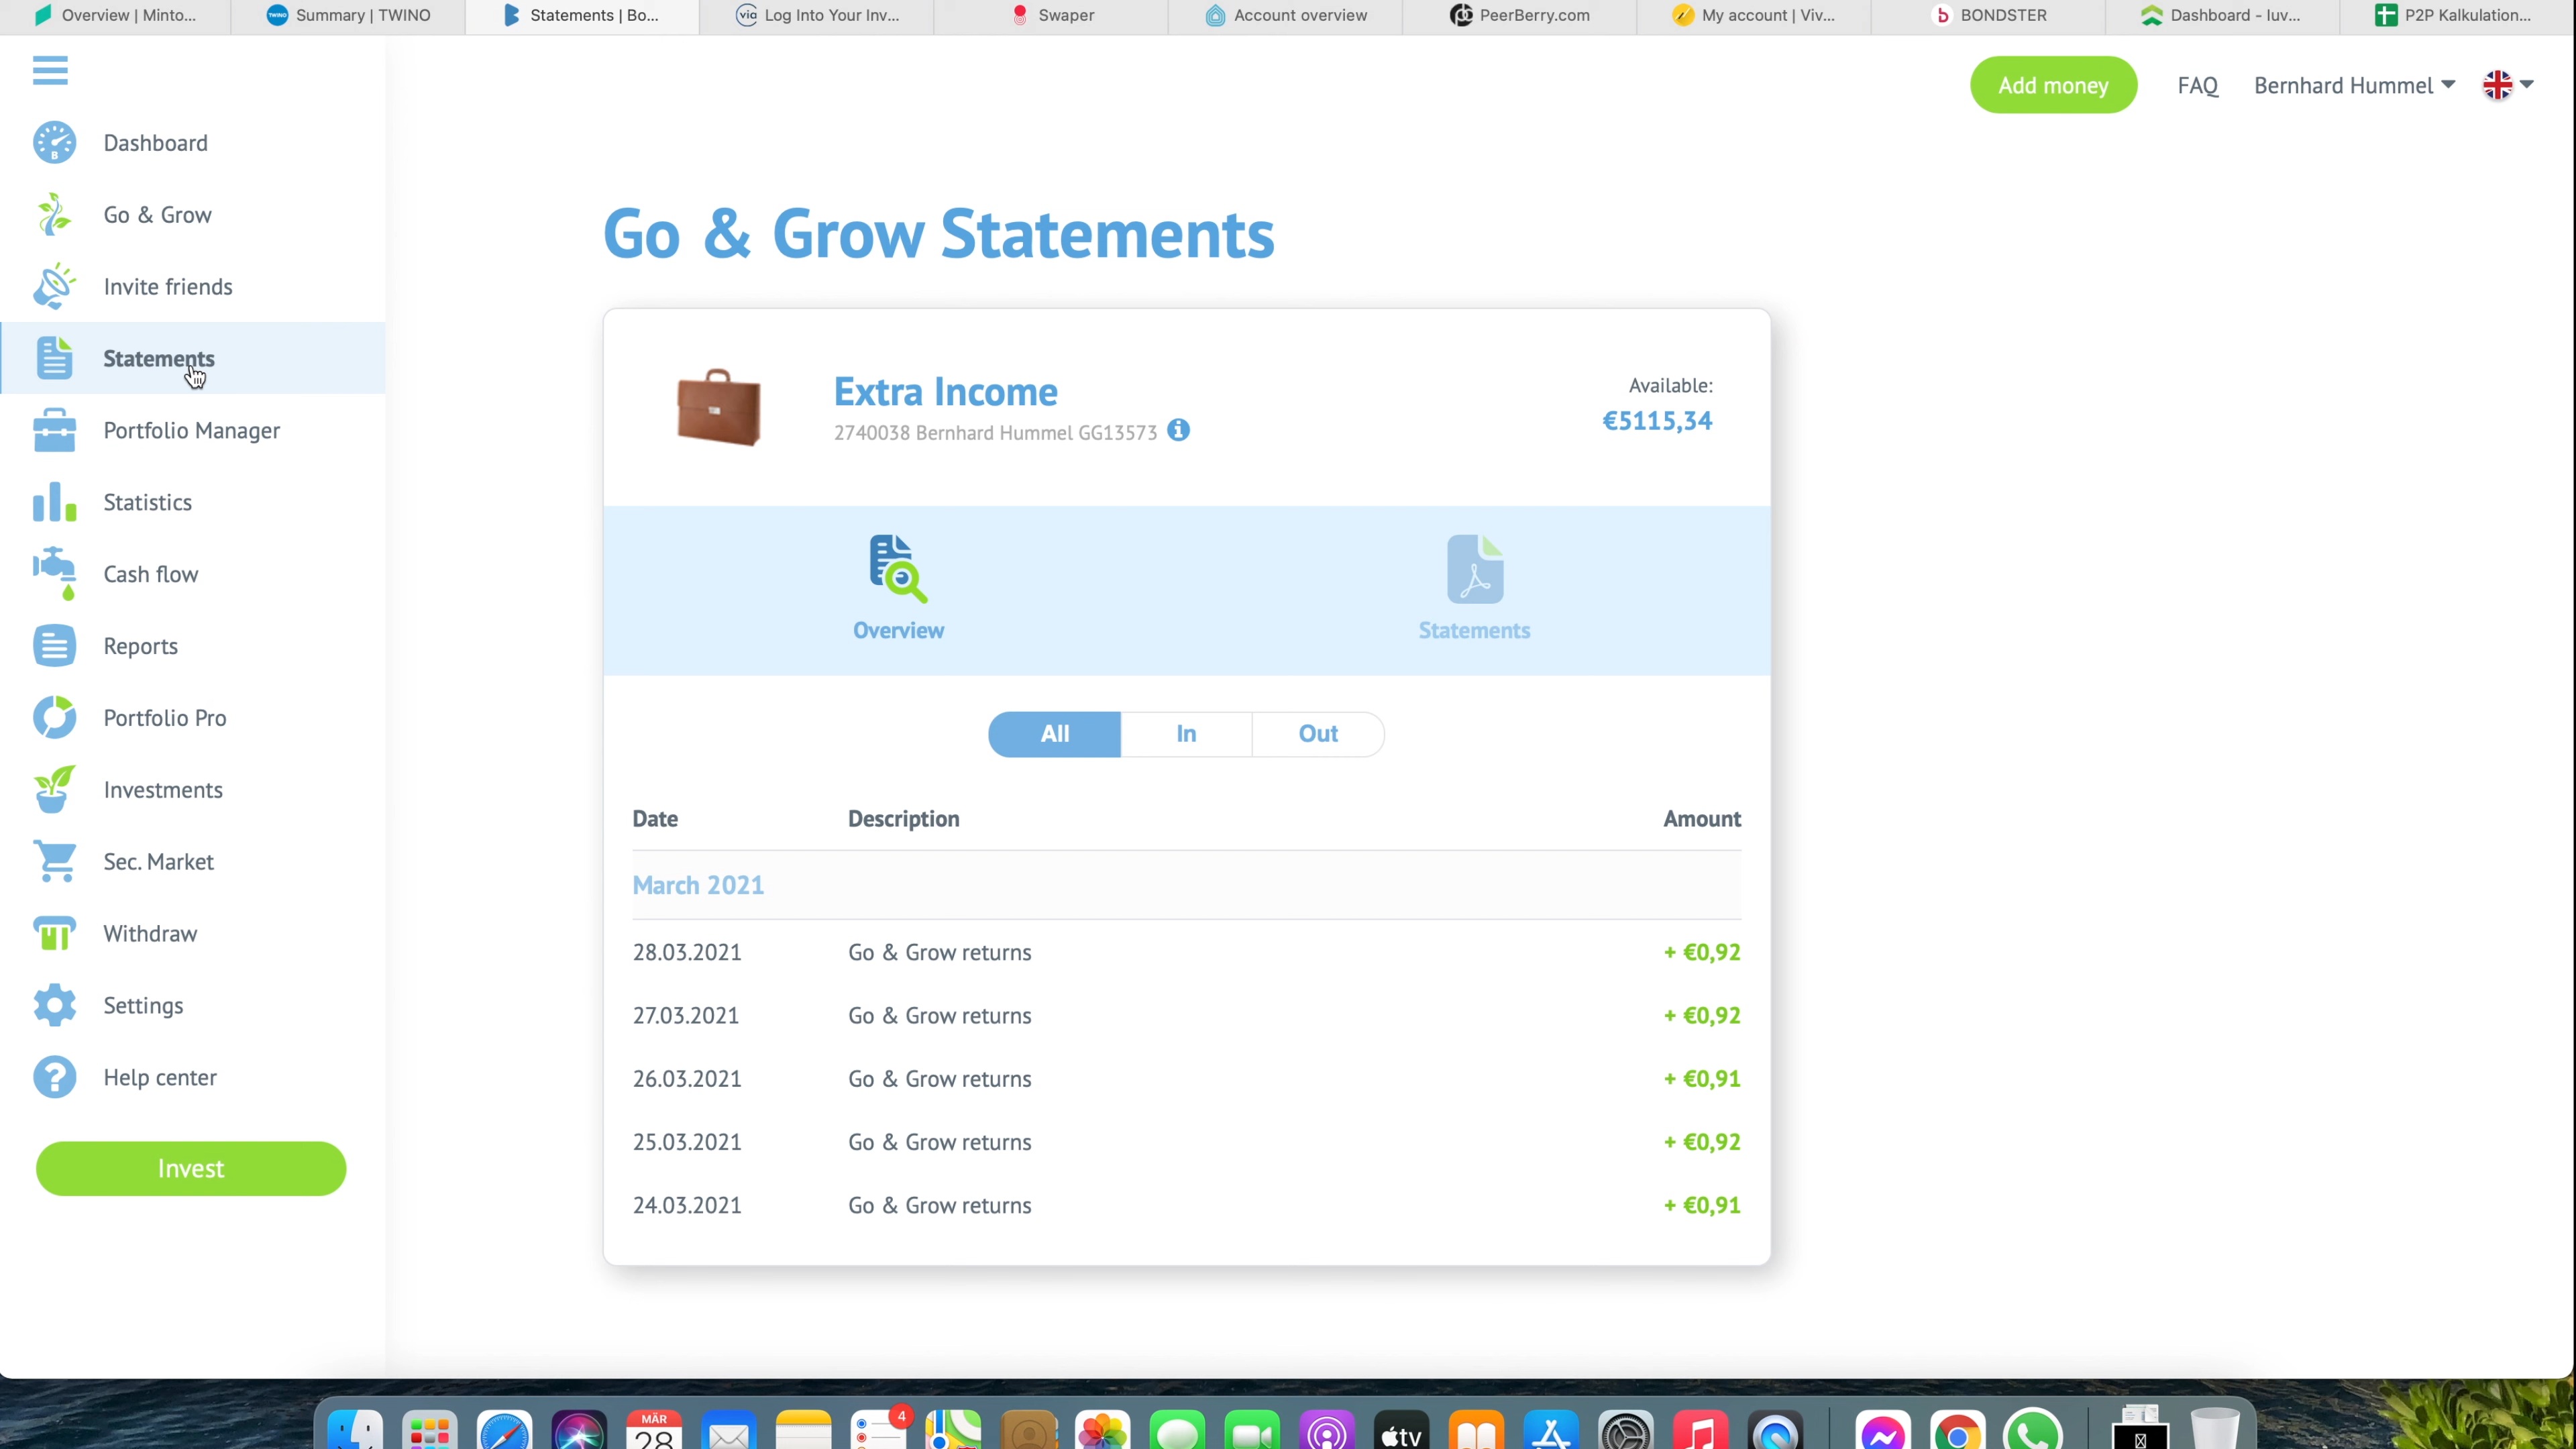 Overview | Minto...
Summary | TWINO
Statements | Bo...
Log Into Your Inv...
Swaper
Account overview
PeerBerry.com
My account | Viv...
BONDSTER
Dashboard - Iuv...
P2P Kalkulation...
Add money
FAQ
Bernhard Hummel
Dashboard
Go & Grow
Invite friends
Statements
Portfolio Manager
Statistics
Cash flow
Reports
Portfolio Pro
Investments
Sec. Market
Withdraw
Settings
Help center
Invest
Go & Grow Statements
Extra Income
2740038 Bernhard Hummel GG13573
Available:
€5115,34
Overview
Statements
All
In
Out
Date Description Amount
March 2021
28.03.2021 Go & Grow returns + €0,92
27.03.2021 Go & Grow returns + €0,92
26.03.2021 Go & Grow returns + €0,91
25.03.2021 Go & Grow returns + €0,92
24.03.2021 Go & Grow returns + €0,91
MÄR
28
4
tv